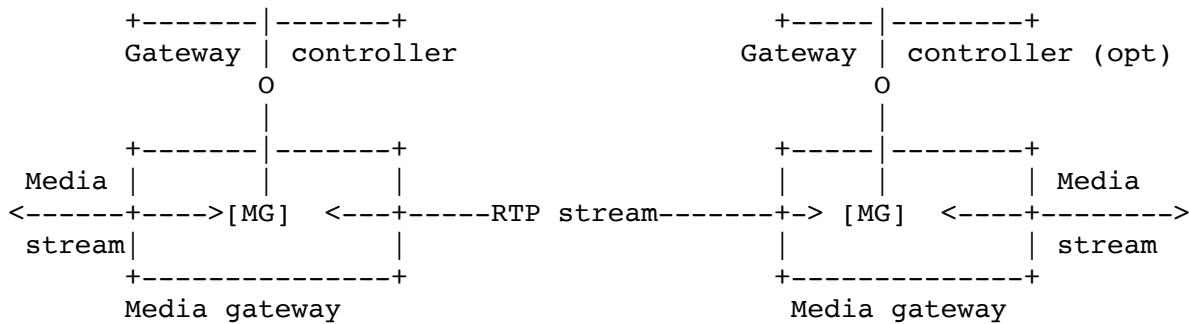 +-------|-------+ +-----|--------+
Gateway | controller Gateway | controller (opt)
O O
| |
+-------|-------+ +-----|--------+
Media | | | | | | Media
<------+---->[MG] <---+-----RTP stream-------+-> [MG] <----+-------->
stream| | | | stream
+---------------+ +--------------+
Media gateway Media gateway